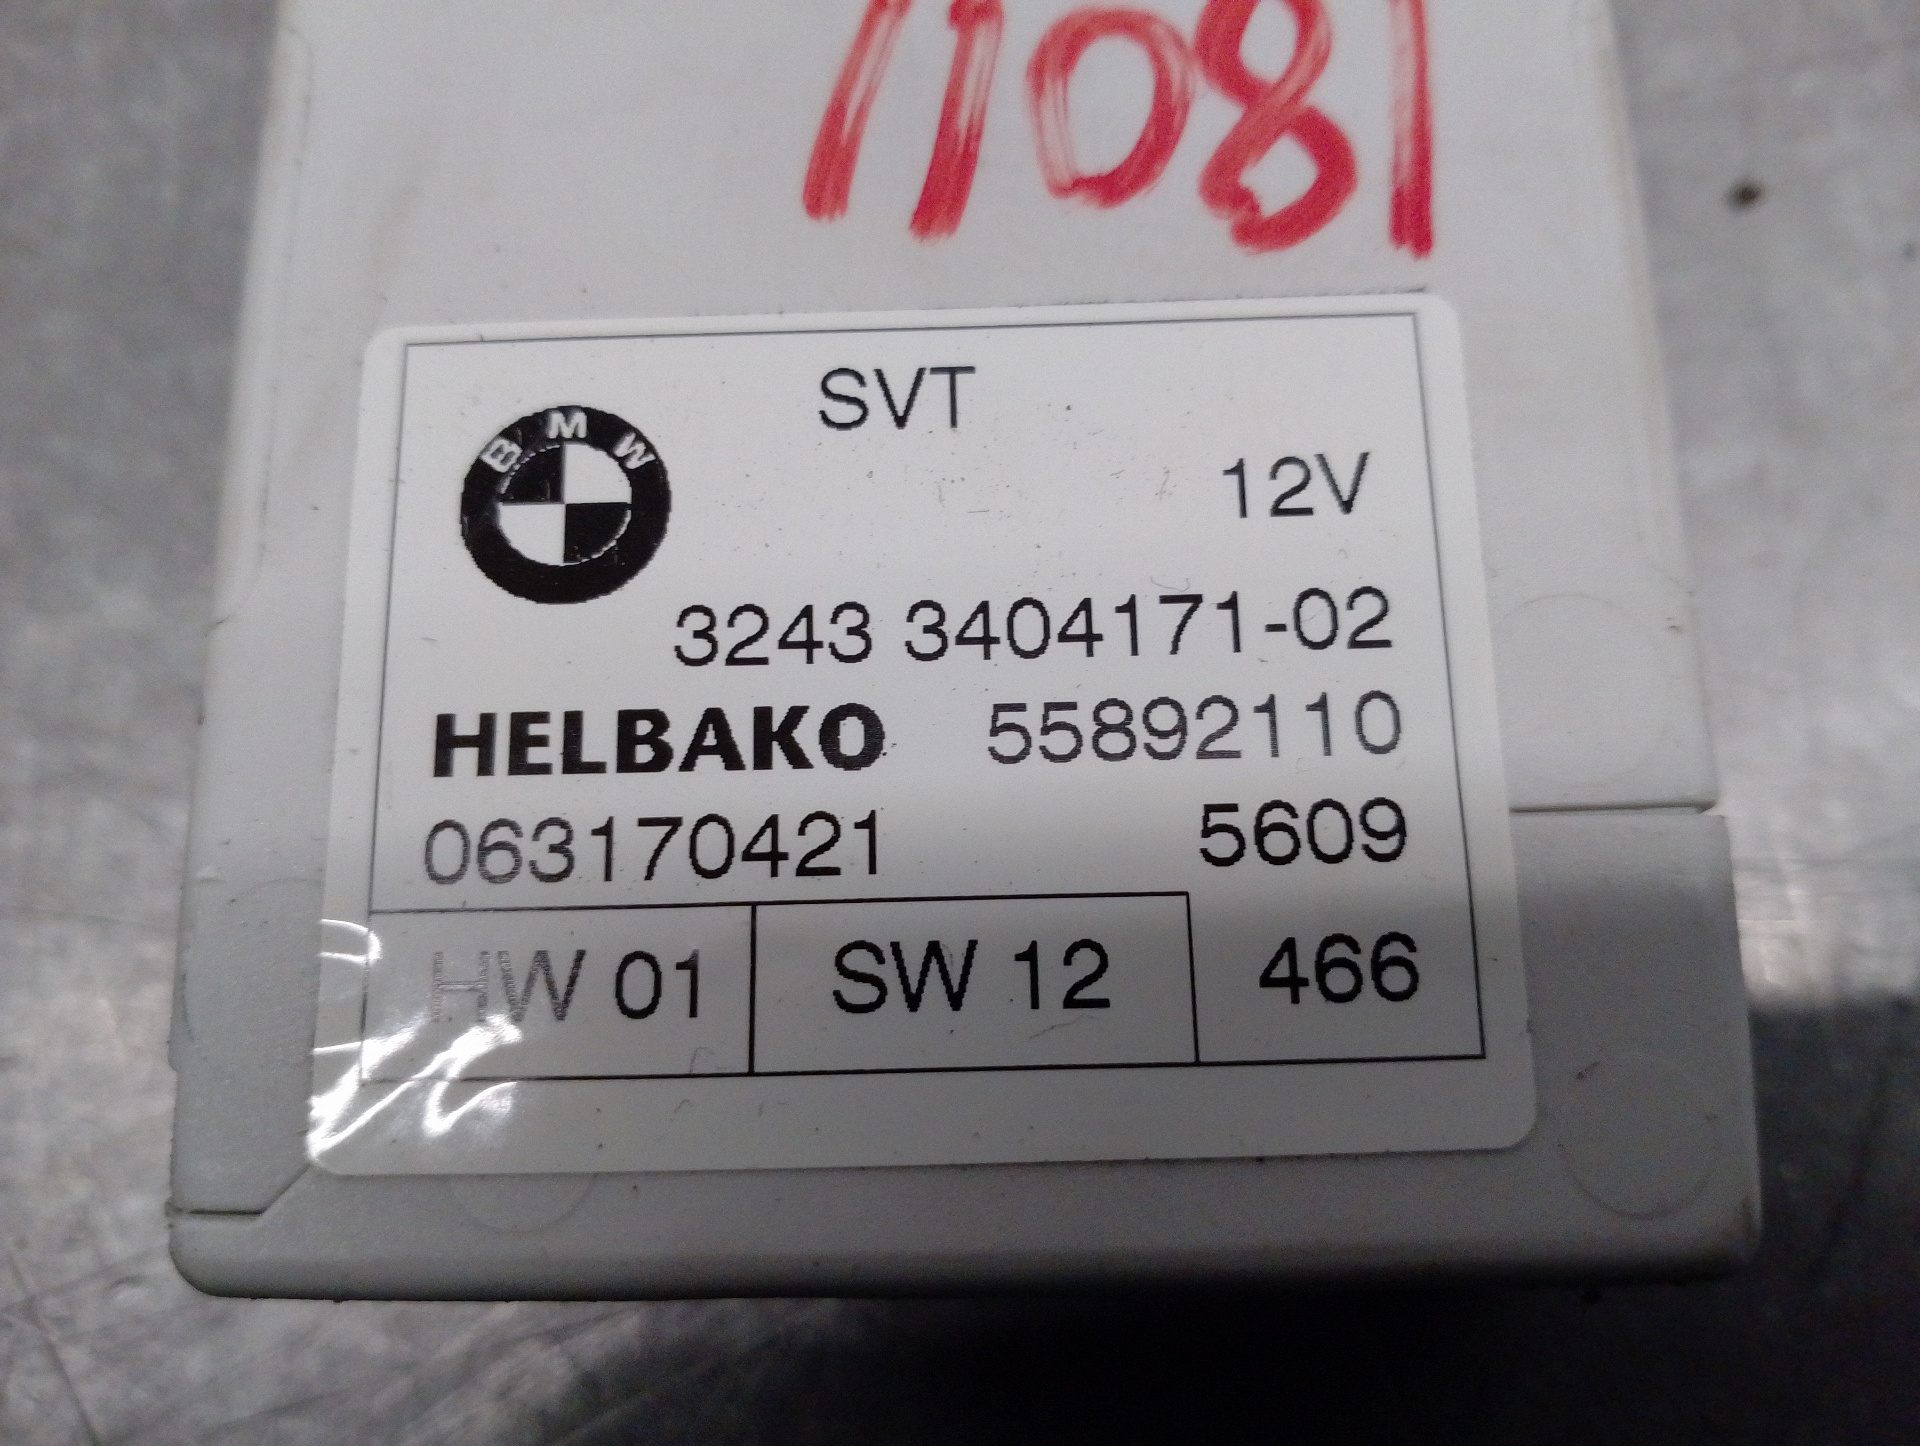 11081
SVT
BMW
12V
3243 3404171-02
HELBAKO 55892110
063170421 5609
HW 01 SW 12 466